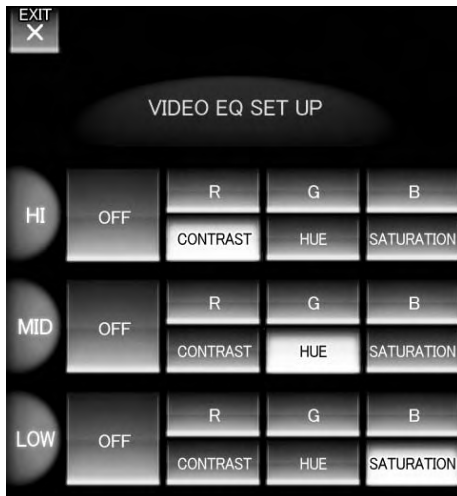 EXIT
X
VIDEO EQ SET UP
HI
OFF
R G B
CONTRAST HUE SATURATION
MID
OFF
R G B
CONTRAST HUE SATURATION
LOW
OFF
R G B
CONTRAST HUE SATURATION